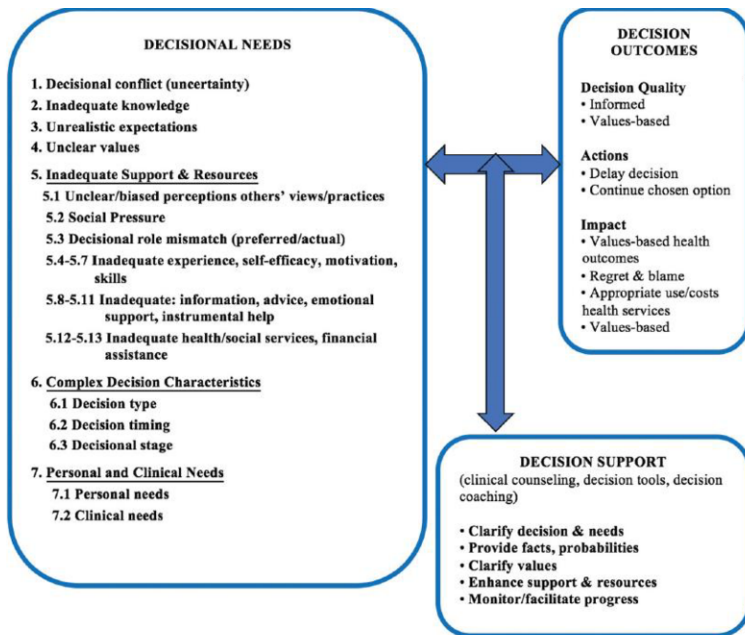 DECISIONAL NEEDS
1. Decisional conflict (uncertainty)
2. Inadequate knowledge
3. Unrealistic expectations
4. Unclear values
5. Inadequate Support & Resources
5.1 Unclear/biased perceptions others' views/practices
5.2 Social Pressure
5.3 Decisional role mismatch (preferred/actual)
5.4-5.7 Inadequate experience, self-efficacy, motivation,
skills
5.8-5.11 Inadequate: information, advice, emotional
support, instrumental help
5.12-5.13 Inadequate health/social services, financial
assistance
6. Complex Decision Characteristics
6.1 Decision type
6.2 Decision timing
6.3 Decisional stage
7. Personal and Clinical Needs
7.1 Personal needs
7.2 Clinical needs
DECISION
OUTCOMES
Decision Quality
• Informed
• Values-based
Actions
• Delay decision
• Continue chosen option
Impact
• Values-based health
outcomes
• Regret & blame
• Appropriate use/costs
health services
• Values-based
DECISION SUPPORT
(clinical counseling, decision tools, decision
coaching)
• Clarify decision & needs
• Provide facts, probabilities
• Clarify values
• Enhance support & resources
• Monitor/facilitate progress